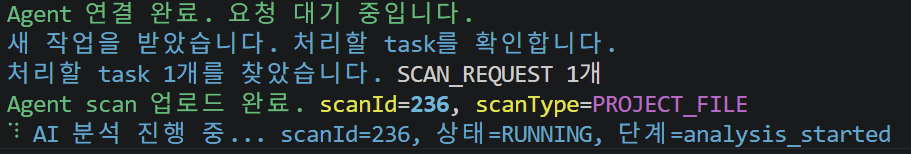 Agent 연결 완료. 요청 대기 중입니다.
새 작업을 받았습니다. 처리할 task를 확인합니다.
처리할 task 1개를 찾았습니다. SCAN_REQUEST 1개
Agent scan 업로드 완료. scanId=236, scanType=PROJECT_FILE
⠹ AI 분석 진행 중... scanId=236, 상태=RUNNING, 단계=analysis_started